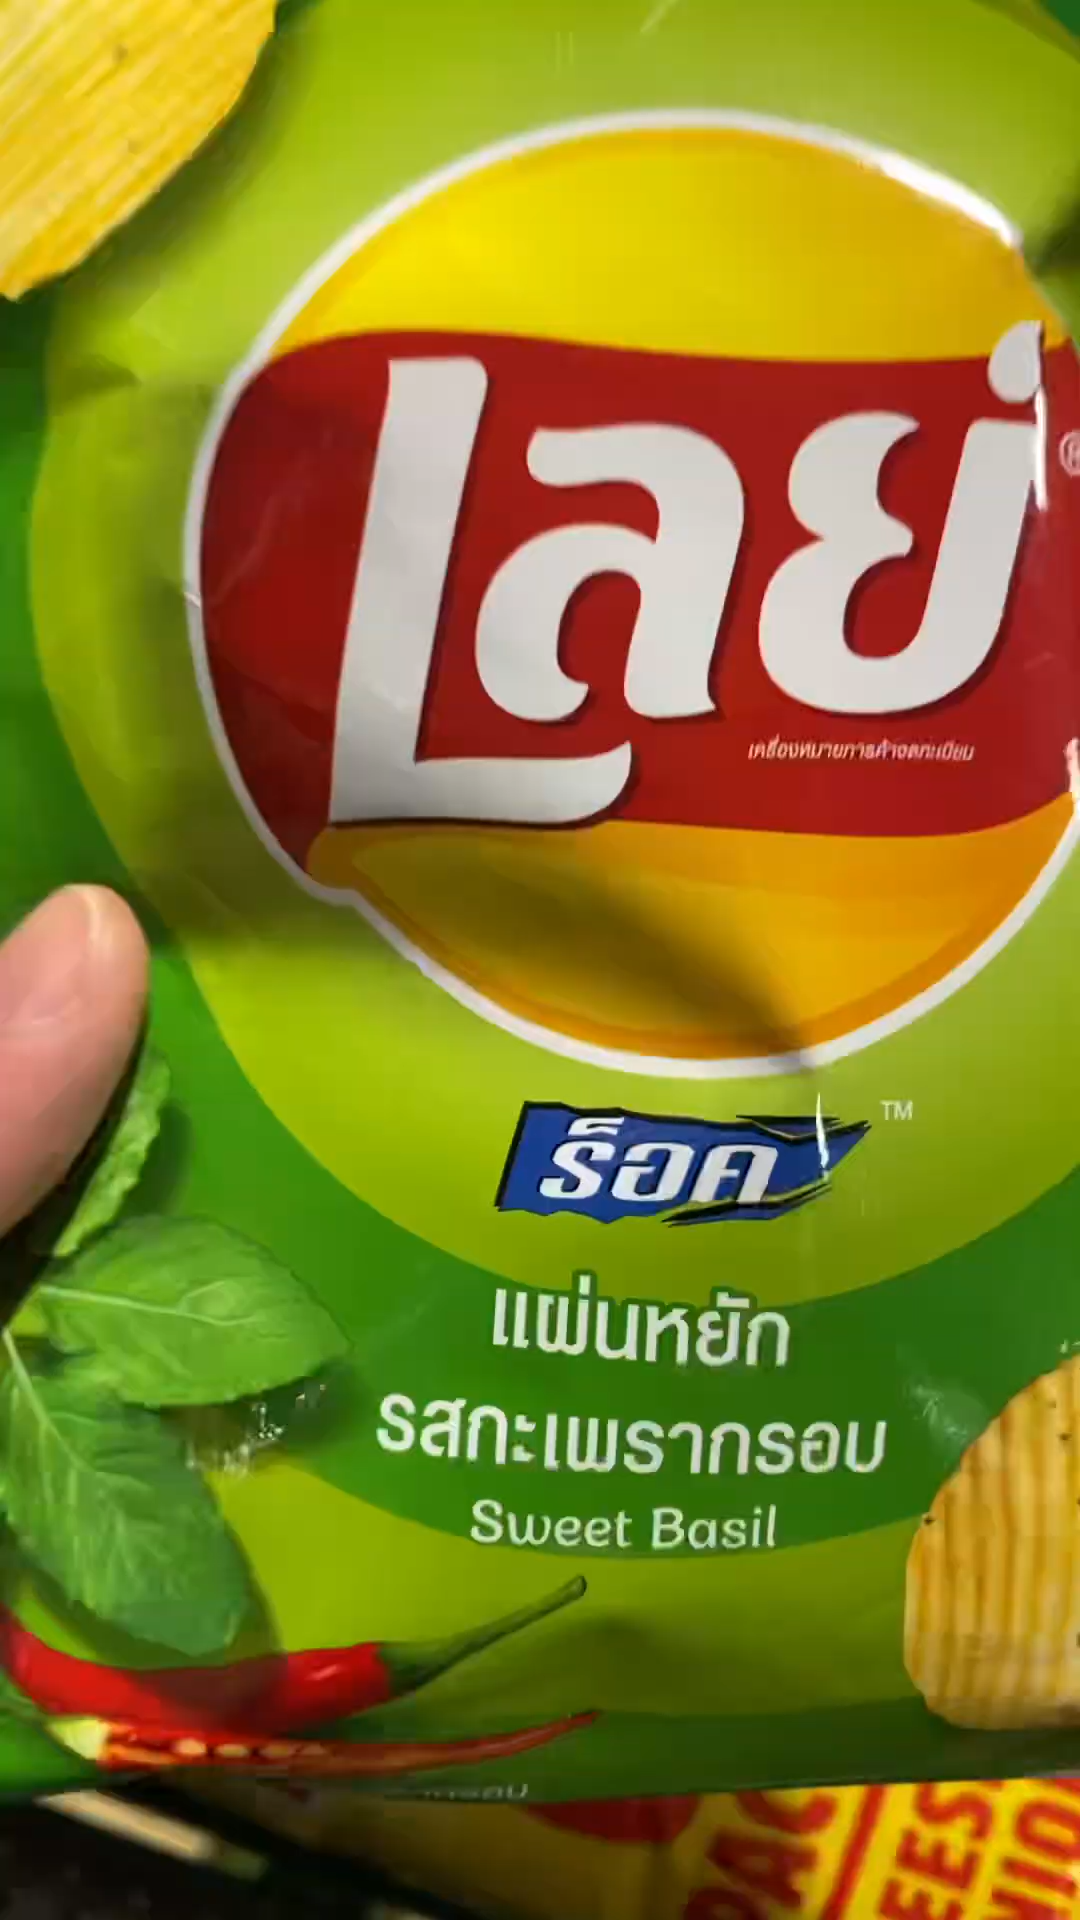 เลย์
®
เครื่องหมายการค้าจดทะเบียน
ร็อค
TM
แผ่นหยัก
รสกะเพรากรอบ
Sweet Basil